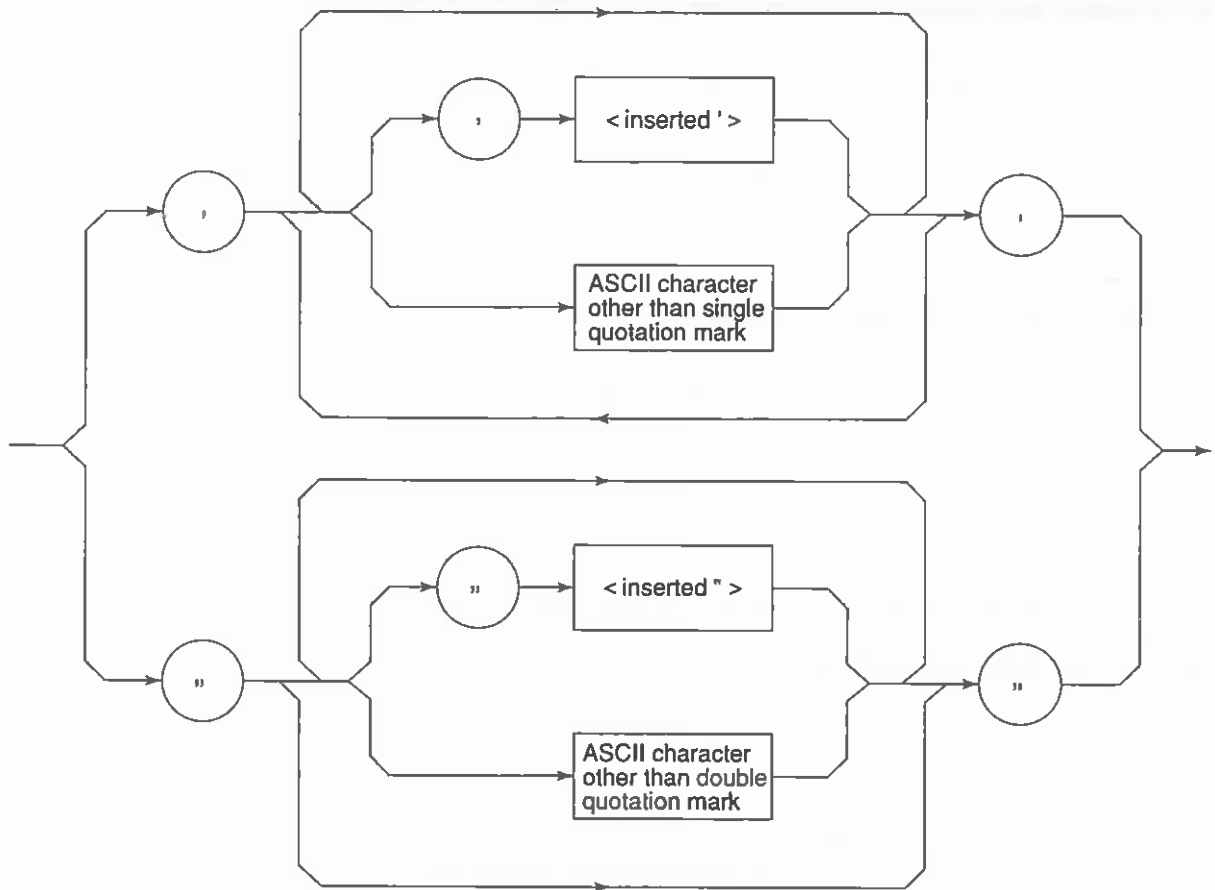 '
< inserted ' >
'
'
ASCII character
other than single
quotation mark
"
< inserted " >
"
"
ASCII character
other than double
quotation mark